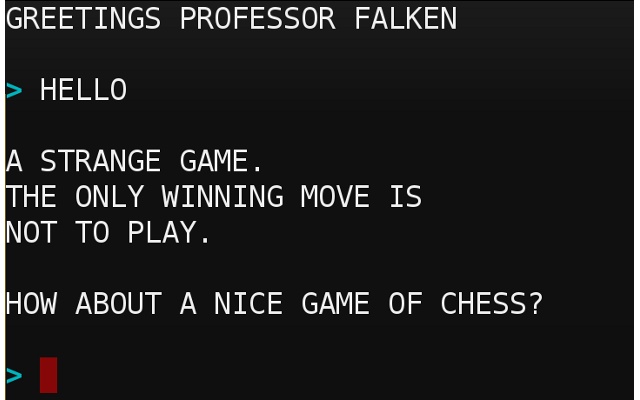 GREETINGS PROFESSOR FALKEN
> HELLO
A STRANGE GAME.
THE ONLY WINNING MOVE IS
NOT TO PLAY.
HOW ABOUT A NICE GAME OF CHESS?
>